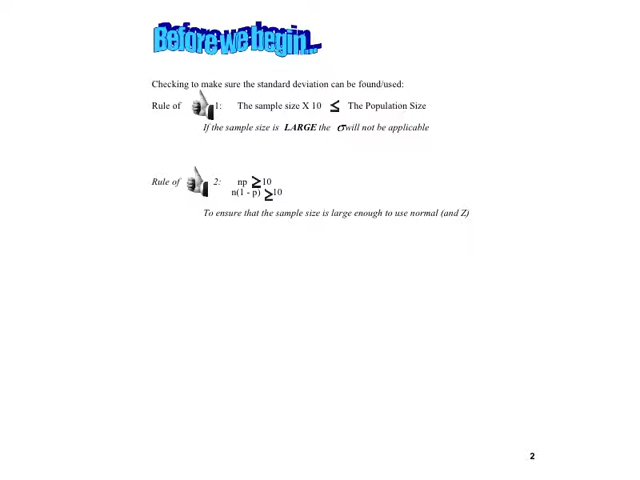 Before we begin...
Checking to make sure the standard deviation can be found/used:
Rule of 1: The sample size X 10 ≤ The Population Size
If the sample size is LARGE the σ will not be applicable
Rule of 2: np ≥10
n(1 - p) ≥10
To ensure that the sample size is large enough to use normal (and Z)
2